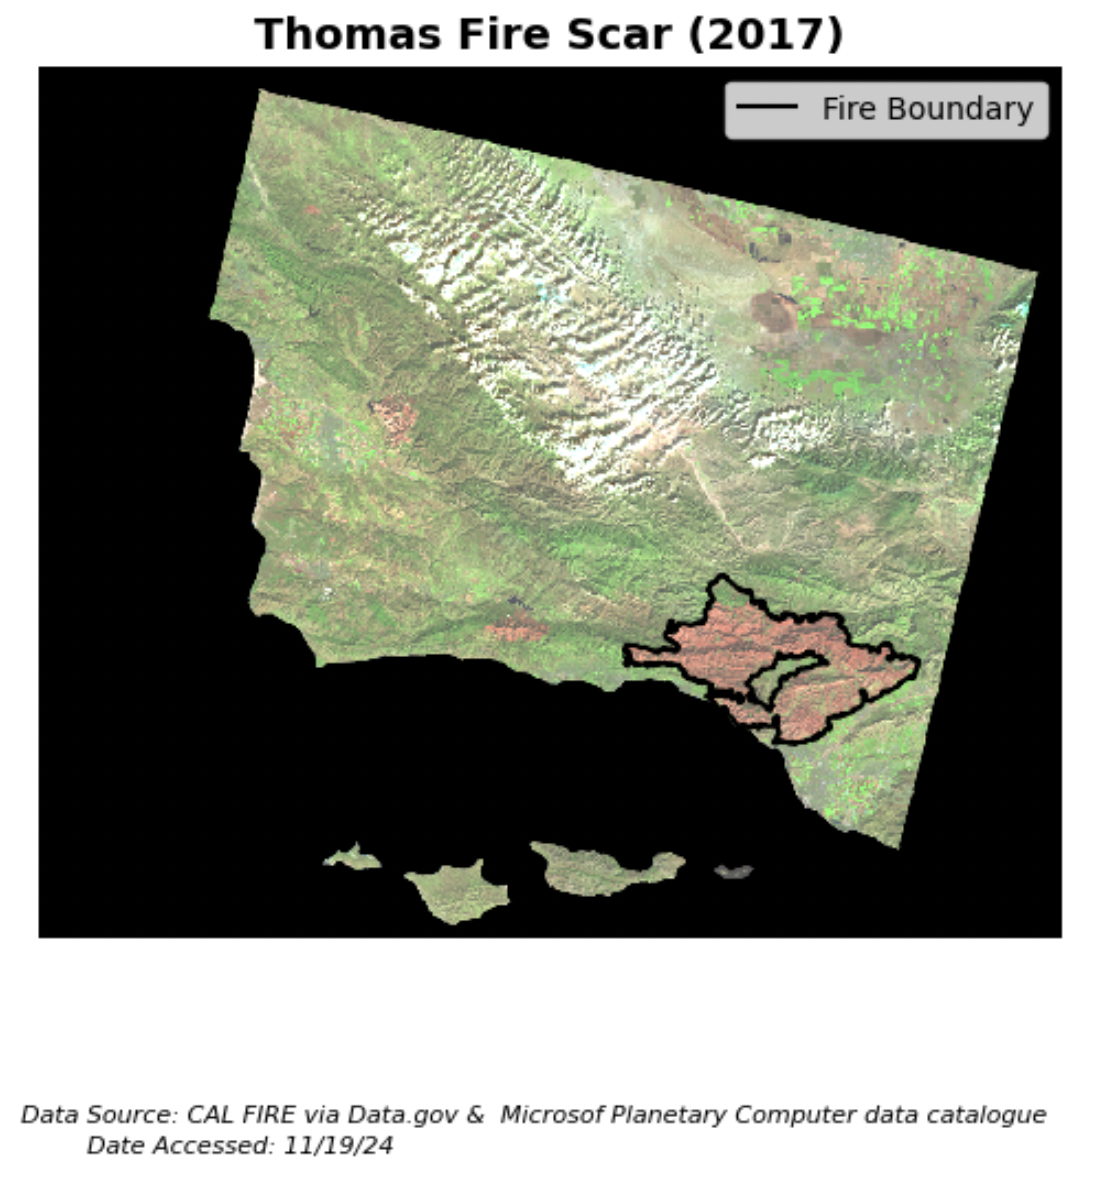 Thomas Fire Scar (2017)
Fire Boundary
Data Source: CAL FIRE via Data.gov &  Microsof Planetary Computer data catalogue
Date Accessed: 11/19/24